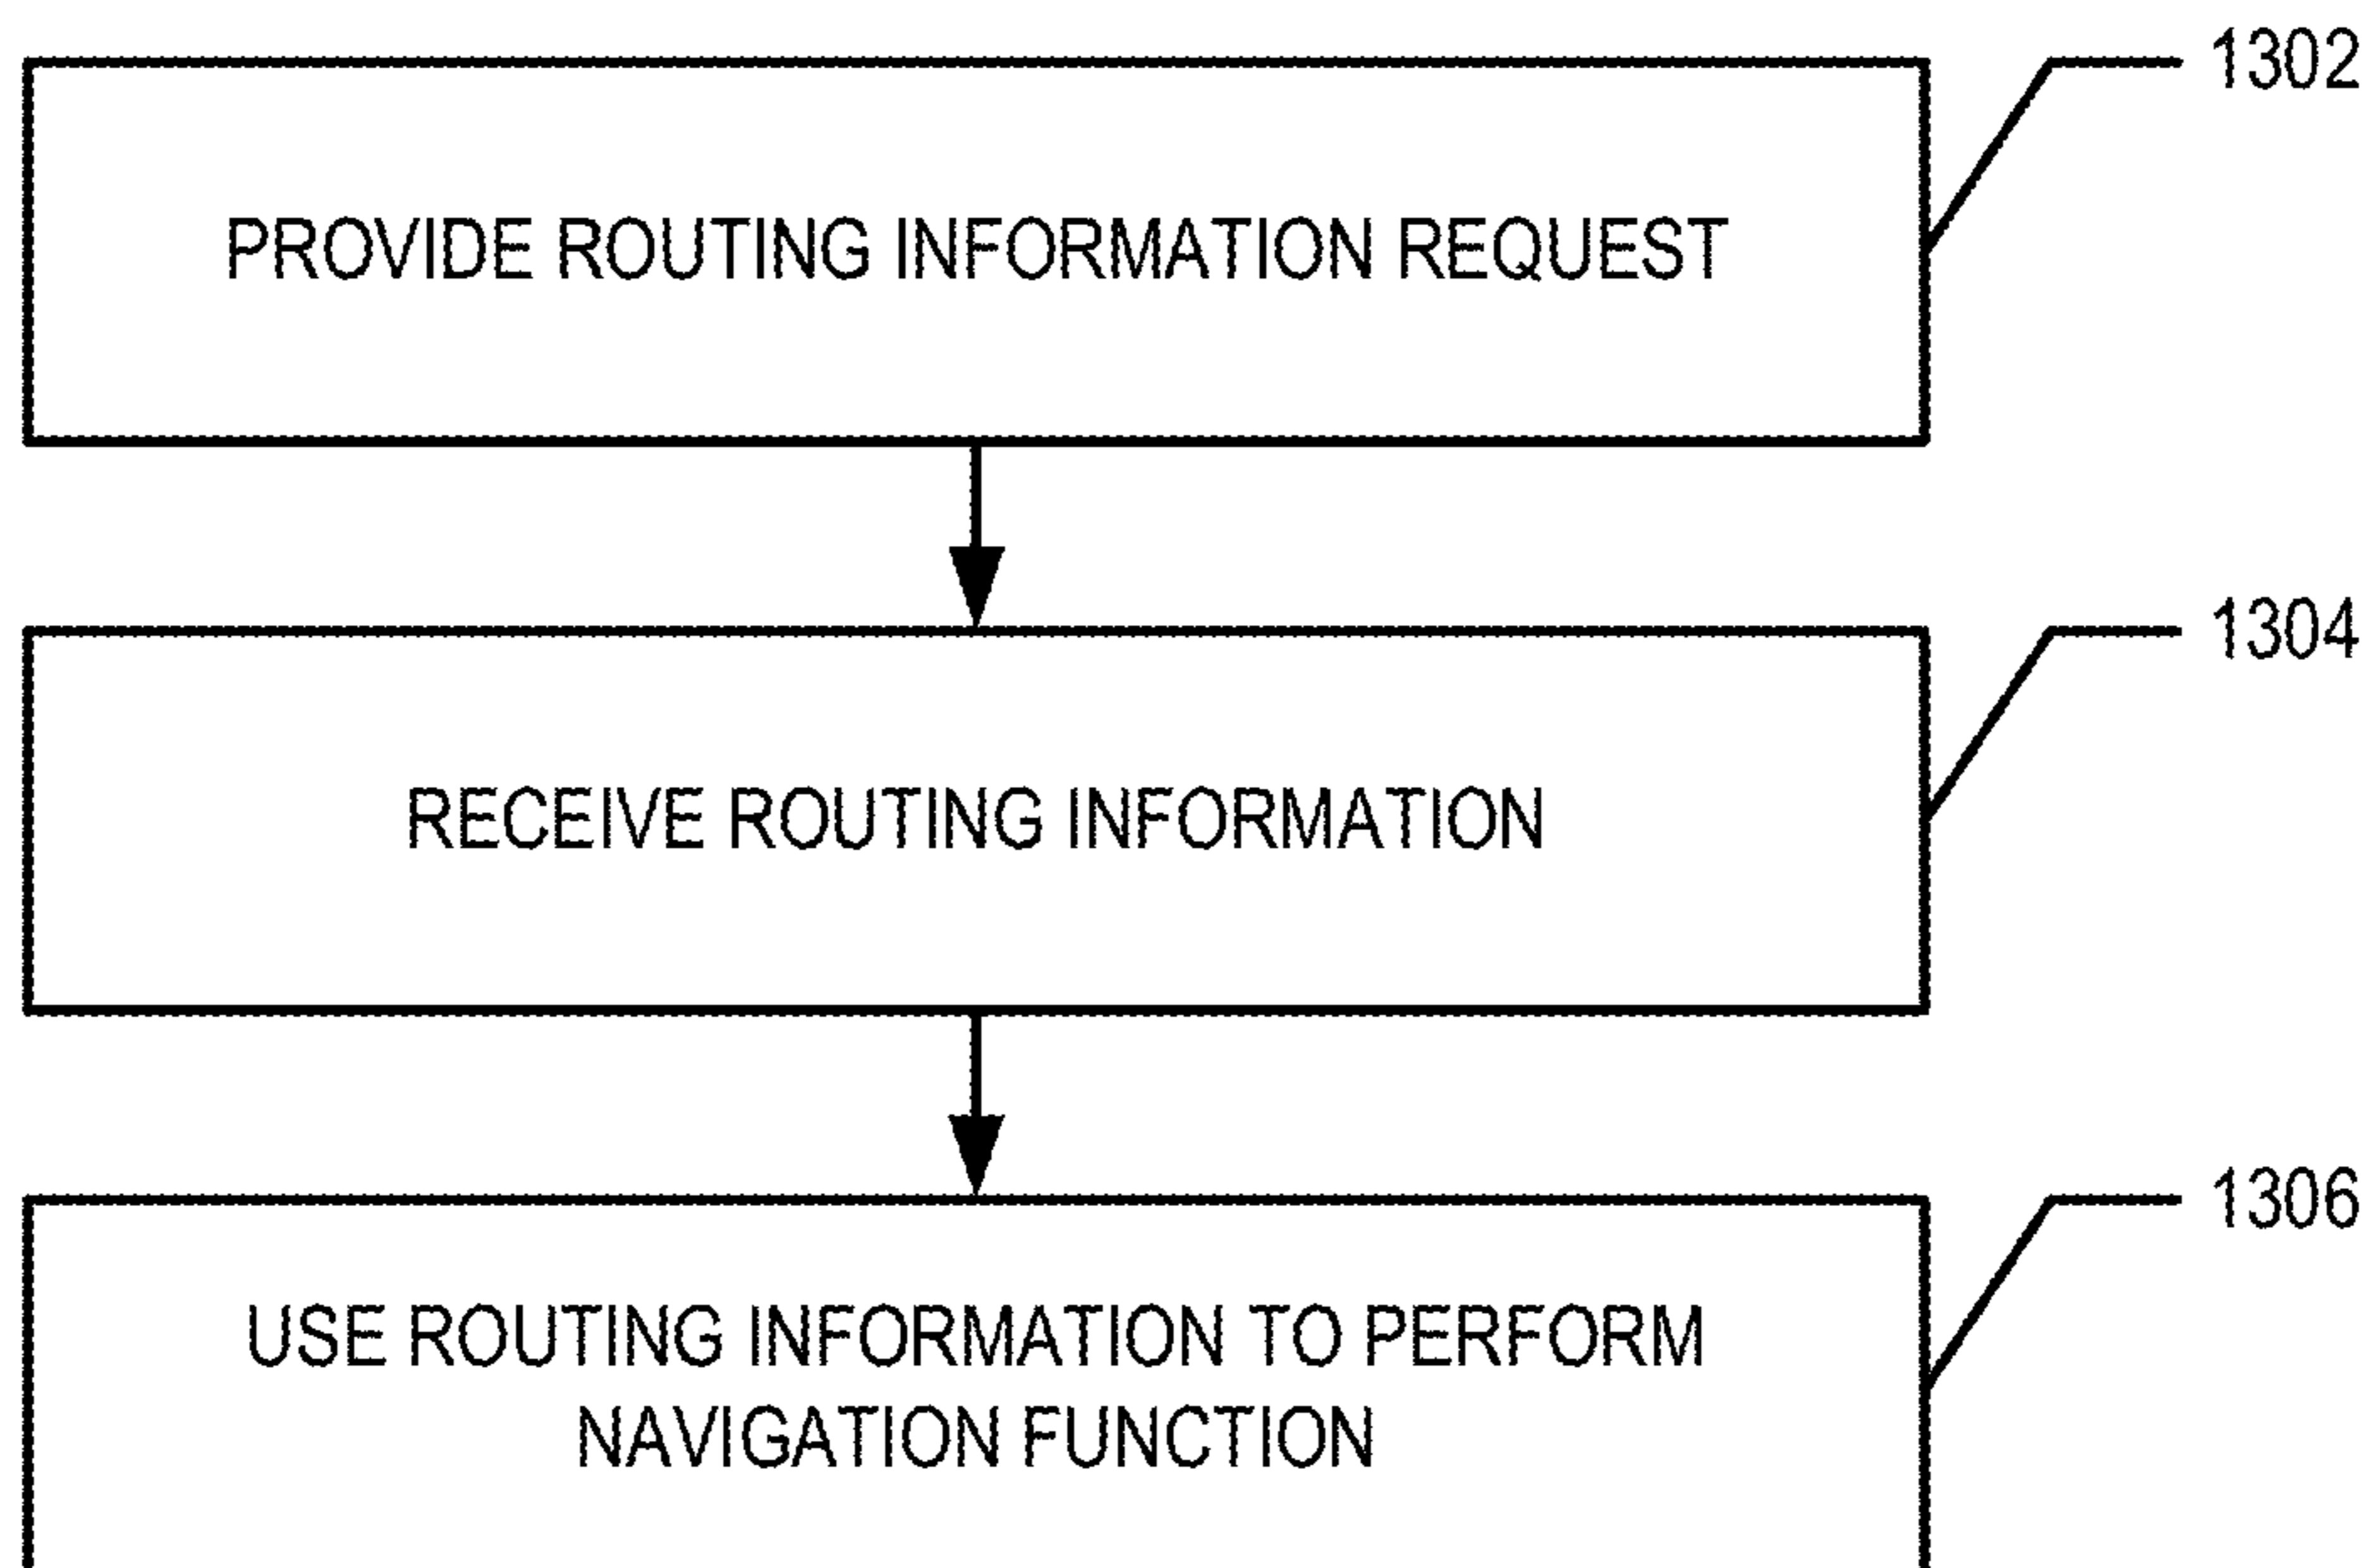 1302
PROVIDE ROUTING INFORMATION REQUEST
1304
RECEIVE ROUTING INFORMATION
1306
USE ROUTING INFORMATION TO PERFORM
NAVIGATION FUNCTION